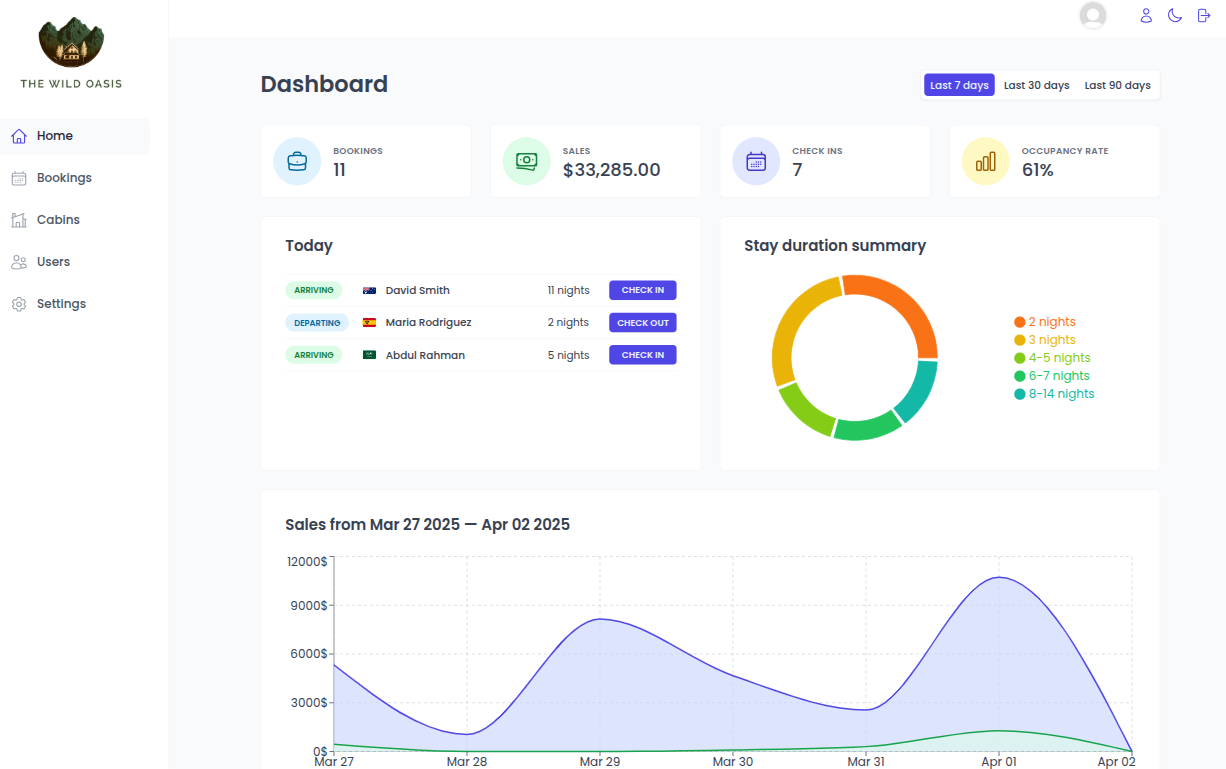 THE WILD OASIS
Home
Bookings
Cabins
Users
Settings
Dashboard
Last 7 days Last 30 days Last 90 days
BOOKINGS
11
SALES
$33,285.00
CHECK INS
7
OCCUPANCY RATE
61%
Today
ARRIVING David Smith 11 nights CHECK IN
DEPARTING Maria Rodriguez 2 nights CHECK OUT
ARRIVING Abdul Rahman 5 nights CHECK IN
Stay duration summary
2 nights
3 nights
4-5 nights
6-7 nights
8-14 nights
Sales from Mar 27 2025 — Apr 02 2025
12000$
9000$
6000$
3000$
0$
Mar 27 Mar 28 Mar 29 Mar 30 Mar 31 Apr 01 Apr 02